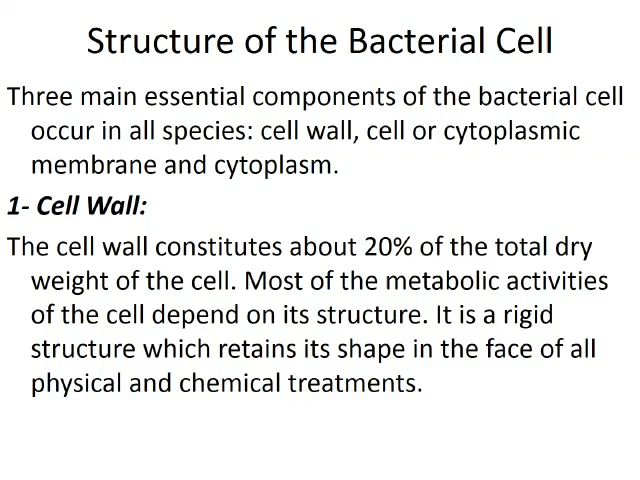 Structure of the Bacterial Cell
Three main essential components of the bacterial cell
occur in all species: cell wall, cell or cytoplasmic
membrane and cytoplasm.
1- Cell Wall:
The cell wall constitutes about 20% of the total dry
weight of the cell. Most of the metabolic activities
of the cell depend on its structure. It is a rigid
structure which retains its shape in the face of all
physical and chemical treatments.